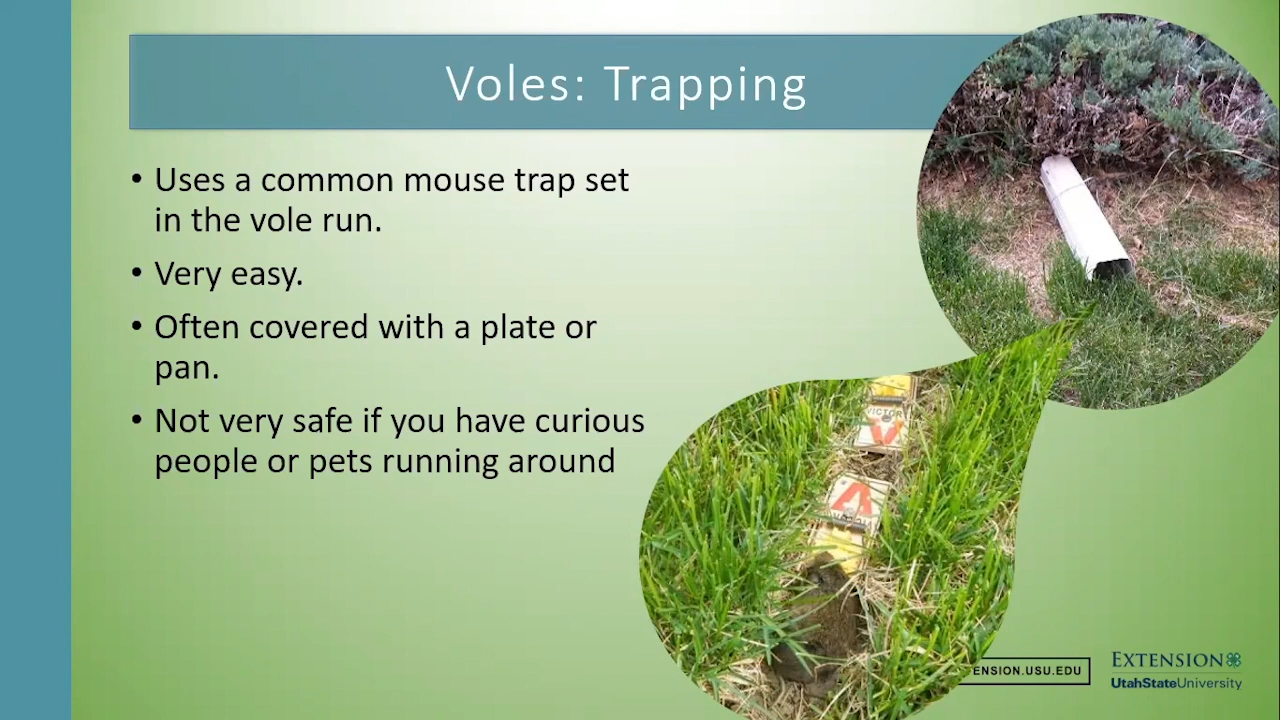 Voles: Trapping
• Uses a common mouse trap set
in the vole run.
• Very easy.
• Often covered with a plate or
pan.
• Not very safe if you have curious
people or pets running around
VICTOR
ENSION.USU.EDU
EXTENSION
UtahStateUniversity